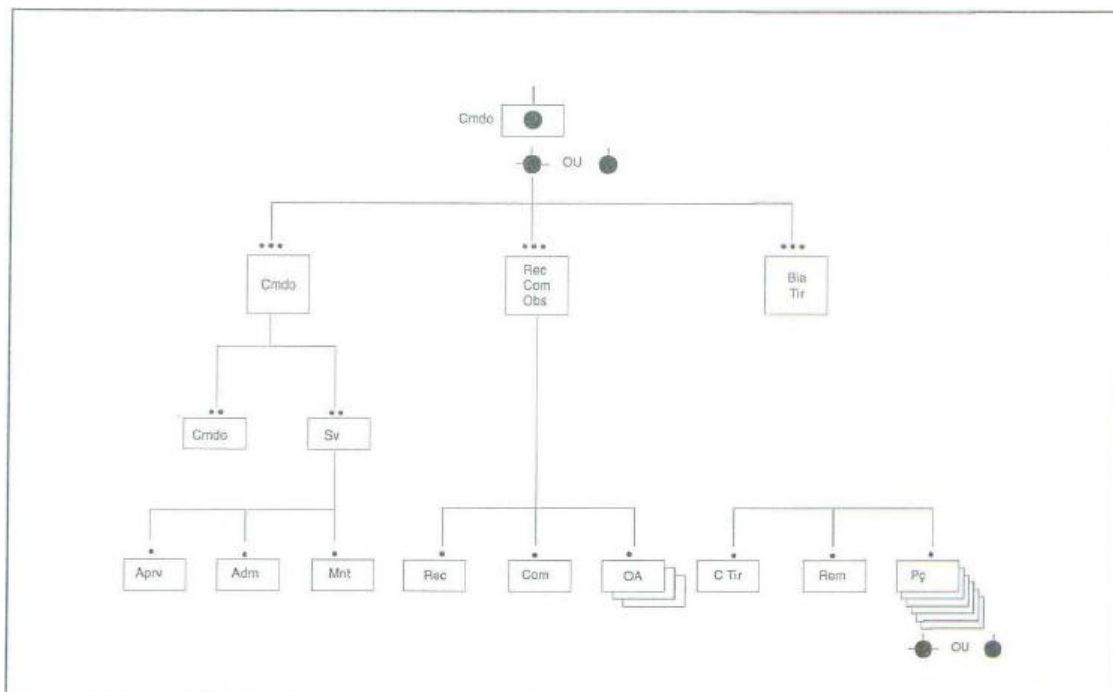 Cmdo
OU
Cmdo
Rec
Com
Obs
Bia
Tir
Cmdo
Sv
Aprv
Adm
Mnt
Rec
Com
OA
C Tir
Rem
Pç
OU